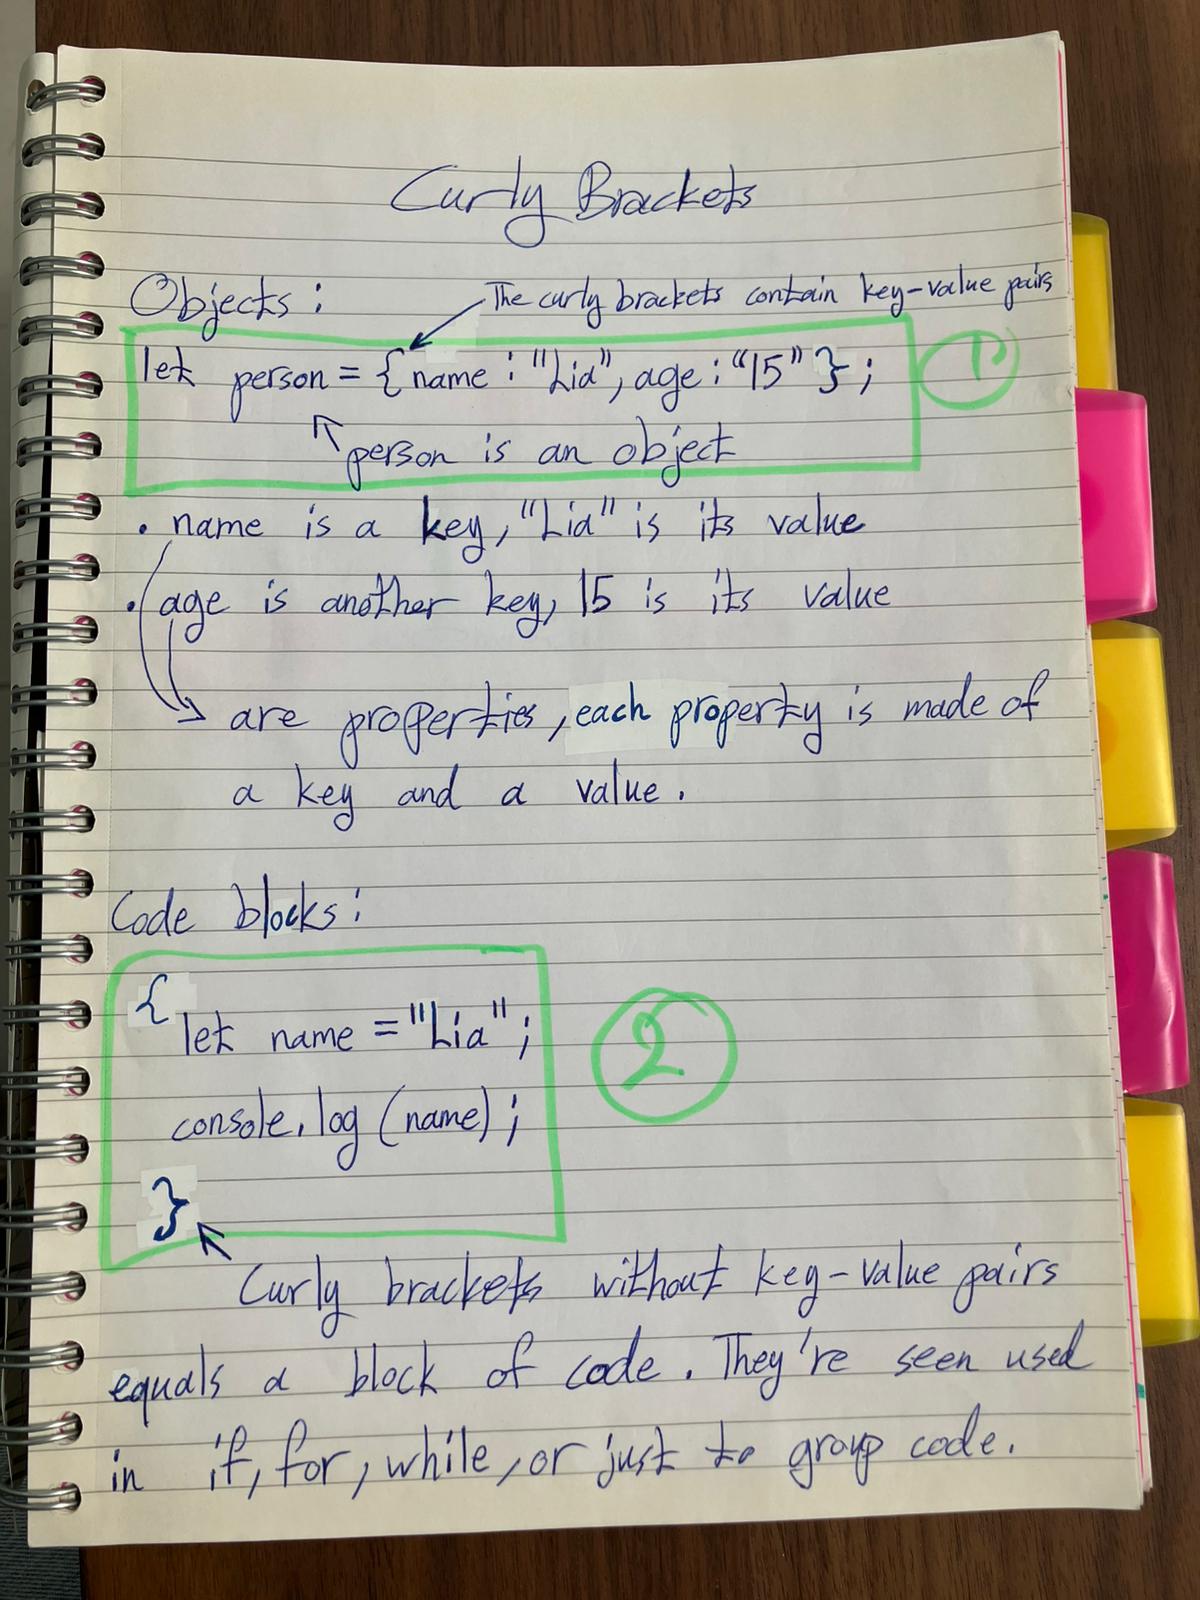 Curly Brackets
Objects:
The curly brackets contain key-value pairs
let person = { name : "Lia", age : "15" } ;
1
person is an object
• name is a key, "Lia" is its value
• age is another key, 15 is its value
are properties, each property is made of
a key and a value.
Code blocks:
{
let name = "Lia" ;
2
console.log (name) ;
}
Curly brackets without key-value pairs
equals a block of code. They're seen used
in if, for, while, or just to group code.